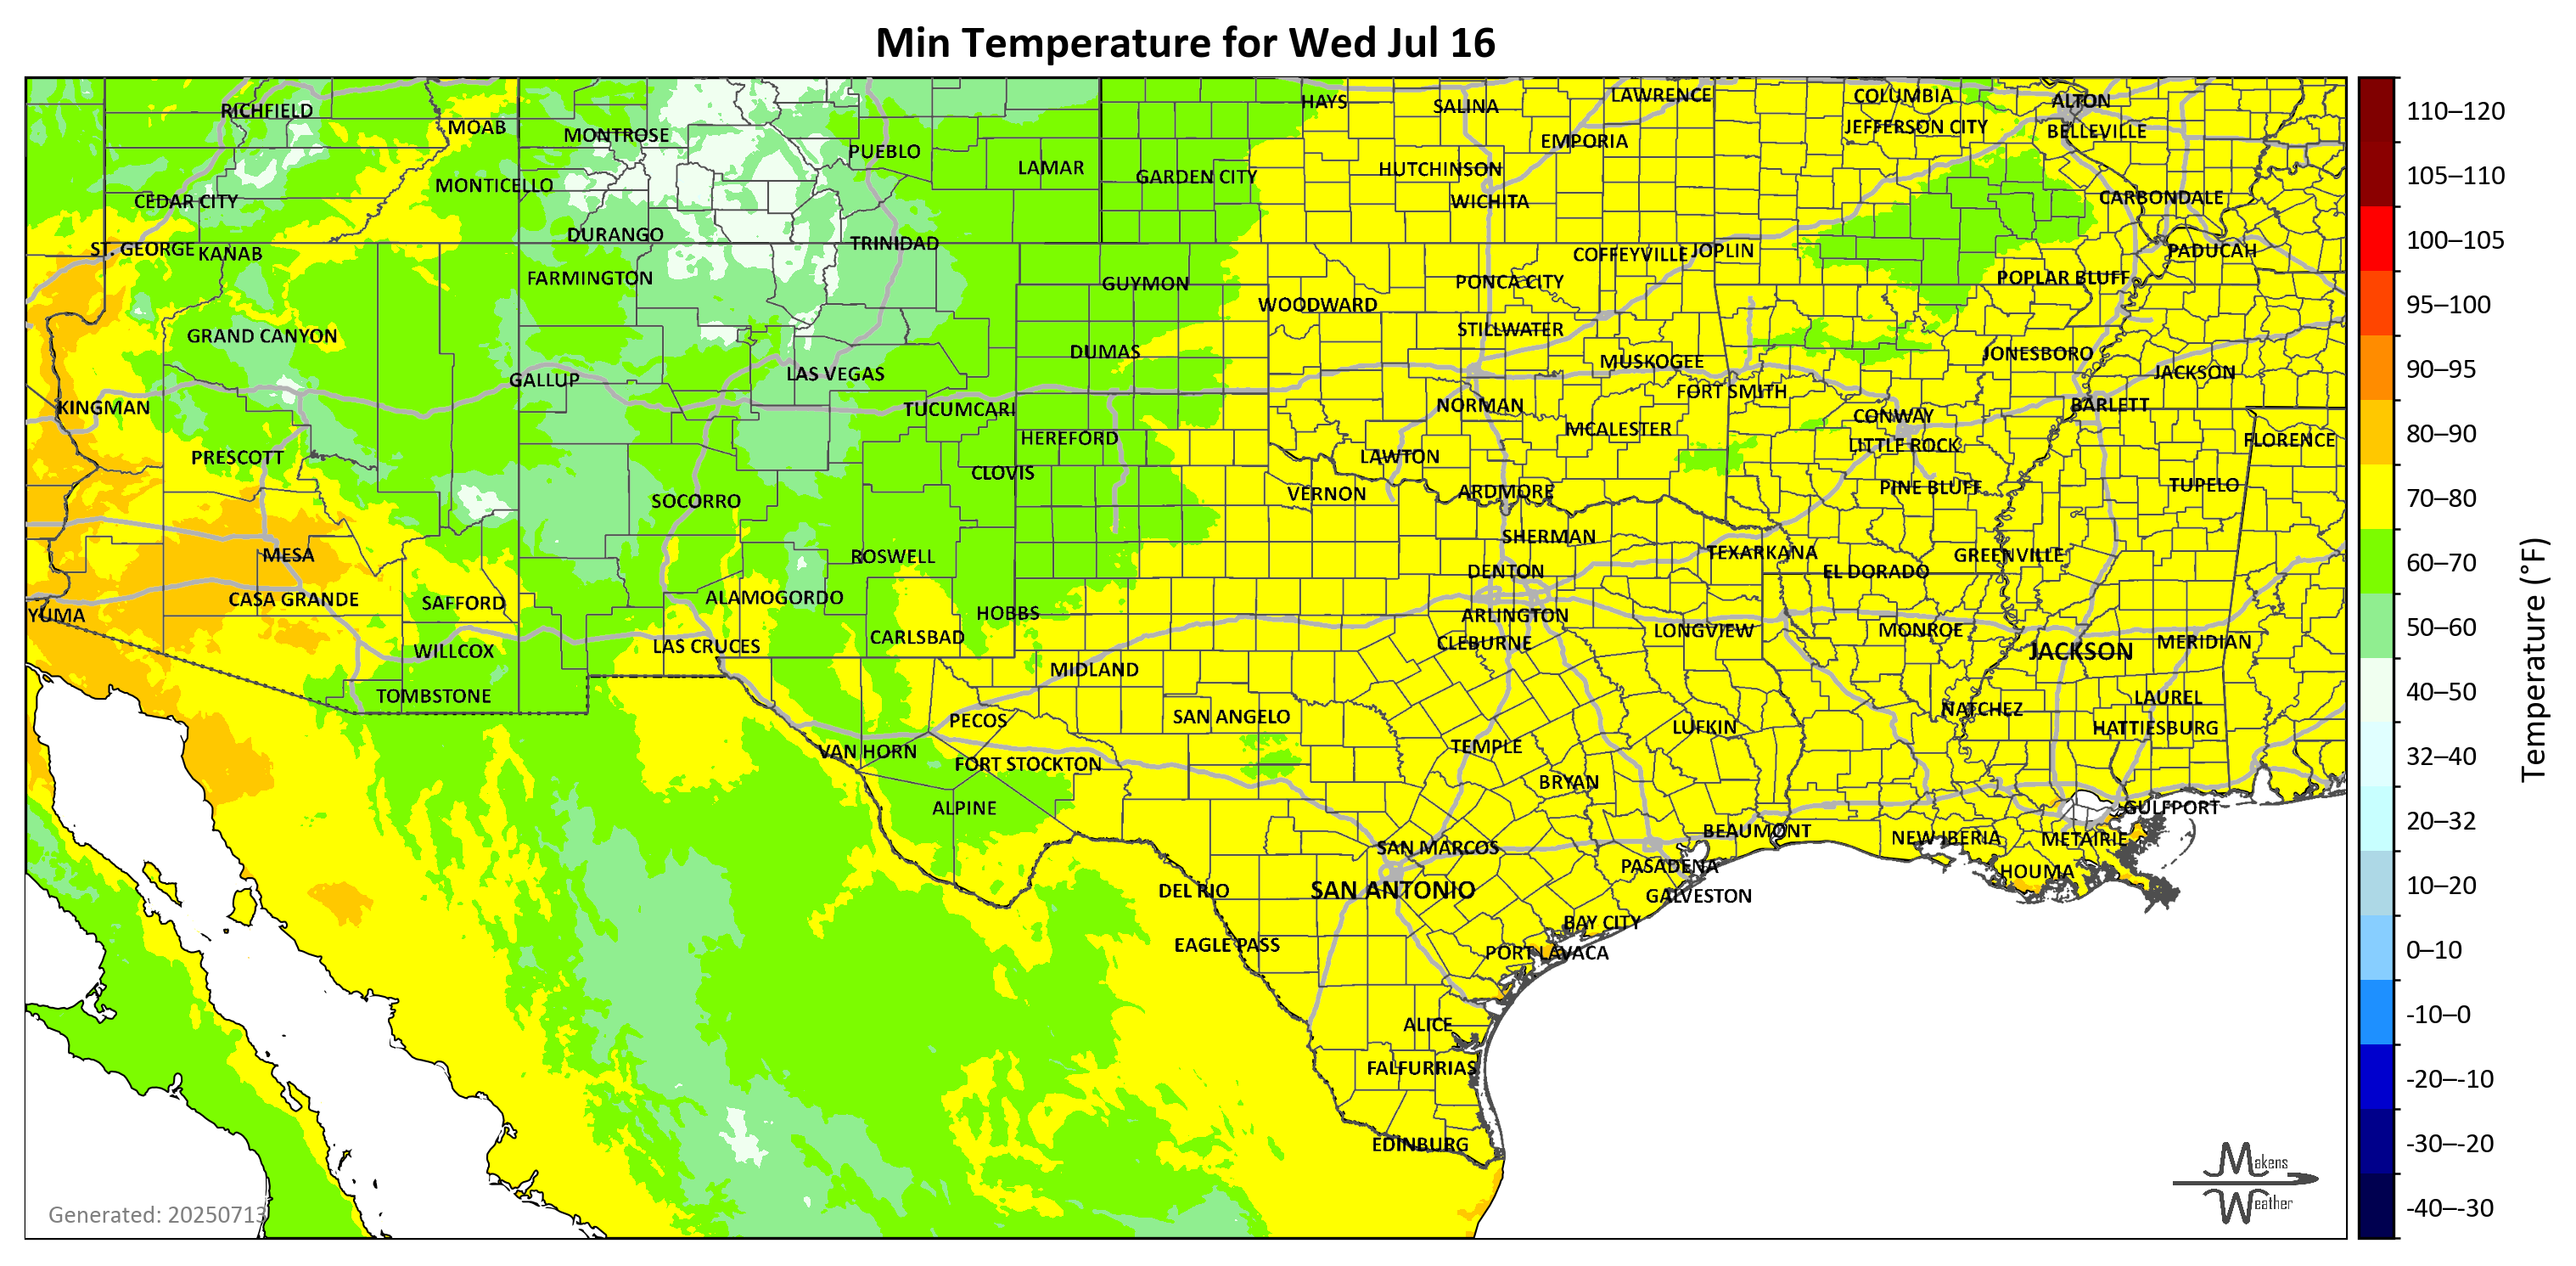 Min Temperature for Wed Jul 16
RICHFIELD
MOAB
MONTROSE
PUEBLO
LAMAR
GARDEN CITY
HAYS
SALINA
LAWRENCE
EMPORIA
HUTCHINSON
WICHITA
COLUMBIA
JEFFERSON CITY
ALTON
BELLEVILLE
CARBONDALE
CEDAR CITY
MONTICELLO
DURANGO
TRINIDAD
ST. GEORGE
KANAB
FARMINGTON
GUYMON
WOODWARD
PONCA CITY
COFFEYVILLE
JOPLIN
POPLAR BLUFF
PADUCAH
GRAND CANYON
STILLWATER
DUMAS
MUSKOGEE
JONESBORO
JACKSON
GALLUP
LAS VEGAS
FORT SMITH
KINGMAN
TUCUMCARI
NORMAN
CONWAY
BARLETT
HEREFORD
MCALESTER
LITTLE ROCK
FLORENCE
PRESCOTT
CLOVIS
LAWTON
SOCORRO
VERNON
ARDMORE
PINE BLUFF
TUPELO
MESA
ROSWELL
SHERMAN
TEXARKANA
GREENVILLE
DENTON
EL DORADO
CASA GRANDE
SAFFORD
ALAMOGORDO
HOBBS
ARLINGTON
YUMA
WILLCOX
LAS CRUCES
CARLSBAD
CLEBURNE
LONGVIEW
MONROE
JACKSON
MERIDIAN
MIDLAND
TOMBSTONE
PECOS
SAN ANGELO
LUFKIN
NATCHEZ
LAUREL
HATTIESBURG
VAN HORN
FORT STOCKTON
TEMPLE
BRYAN
ALPINE
BEAUMONT
GULFPORT
NEW IBERIA
METAIRIE
SAN MARCOS
PASADENA
HOUMA
DEL RIO
SAN ANTONIO
GALVESTON
BAY CITY
EAGLE PASS
PORT LAVACA
ALICE
FALFURRIAS
EDINBURG
Generated: 20250713
Makens
Weather
110–120
105–110
100–105
95–100
90–95
80–90
70–80
60–70
50–60
40–50
32–40
20–32
10–20
0–10
-10–0
-20–-10
-30–-20
-40–-30
Temperature (°F)